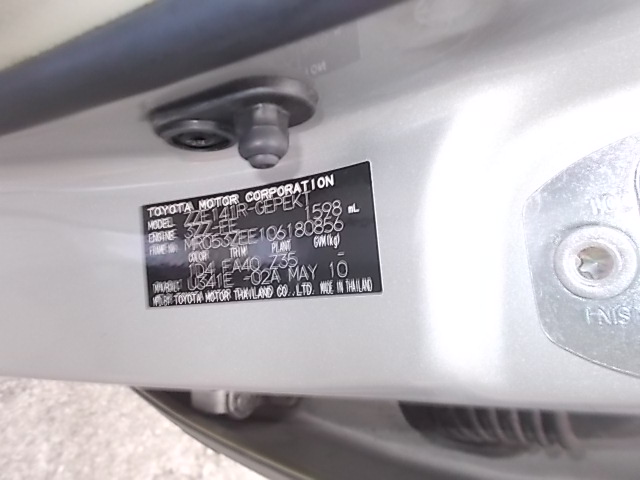 TOYOTA MOTOR CORPORATION
MODEL ZZE141R-GEPEKT
ENGINE 3ZZ-FE 1598 mL
FRAME No. MR053ZEE106180856
COLOR TRIM PLANT GVM(kg)
1D4 FA40 Z35 -
U341E -02A MAY 10
TOYOTA MOTOR THAILAND CO., LTD. MADE IN THAILAND